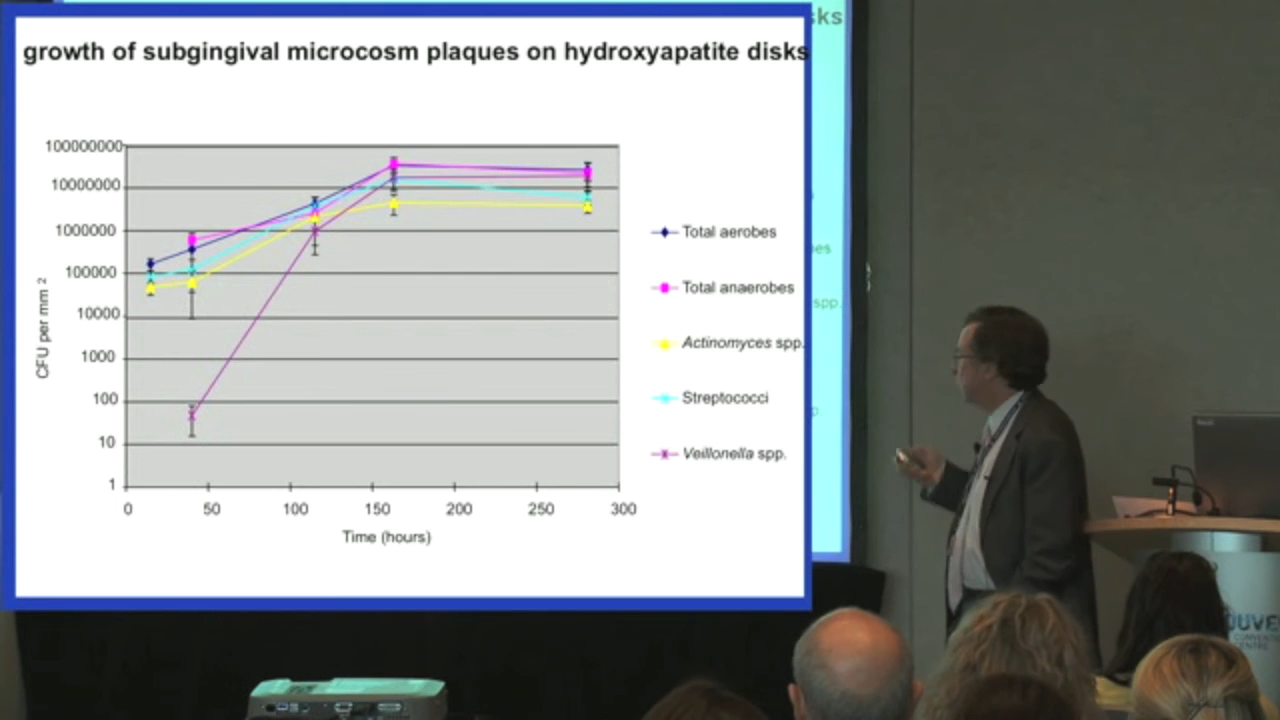 growth of subgingival microcosm plaques on hydroxyapatite disks
sks
100000000
10000000
1000000
100000
10000
1000
100
10
1
CFU per mm 2
0 50 100 150 200 250 300
Time (hours)
Total aerobes
Total anaerobes
Actinomyces spp.
Streptococci
Veillonella spp.
spp.